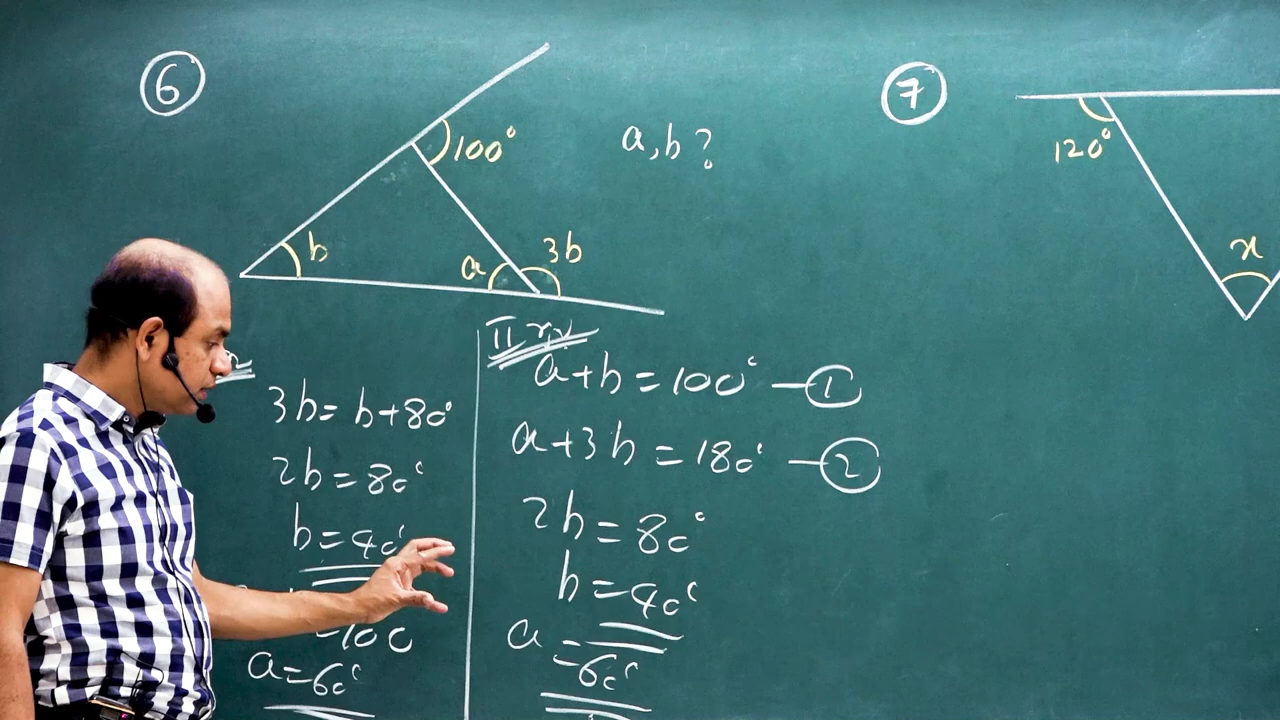 6
100°
a, b ?
b
a
3b
7
120°
x
3b = b+80°
2b = 80°
b = 40°
=100
a = 60°
II
a+b = 100° — 1
a+3b = 180° — 2
2b = 80°
b = 40°
a = 60°